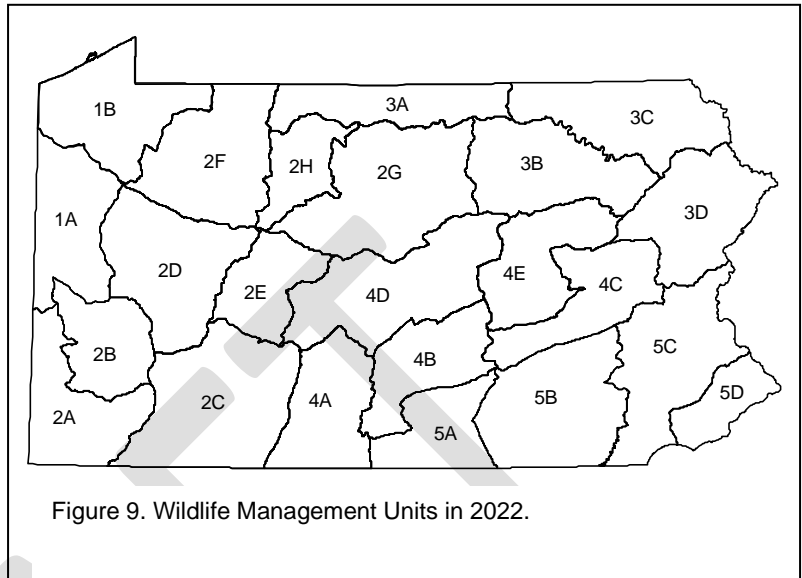 1B
3A
3C
2F
2H
2G
3B
1A
3D
2D
2E
4D
4E
4C
2B
4B
5C
2A
2C
4A
5A
5B
5D
Figure 9. Wildlife Management Units in 2022.